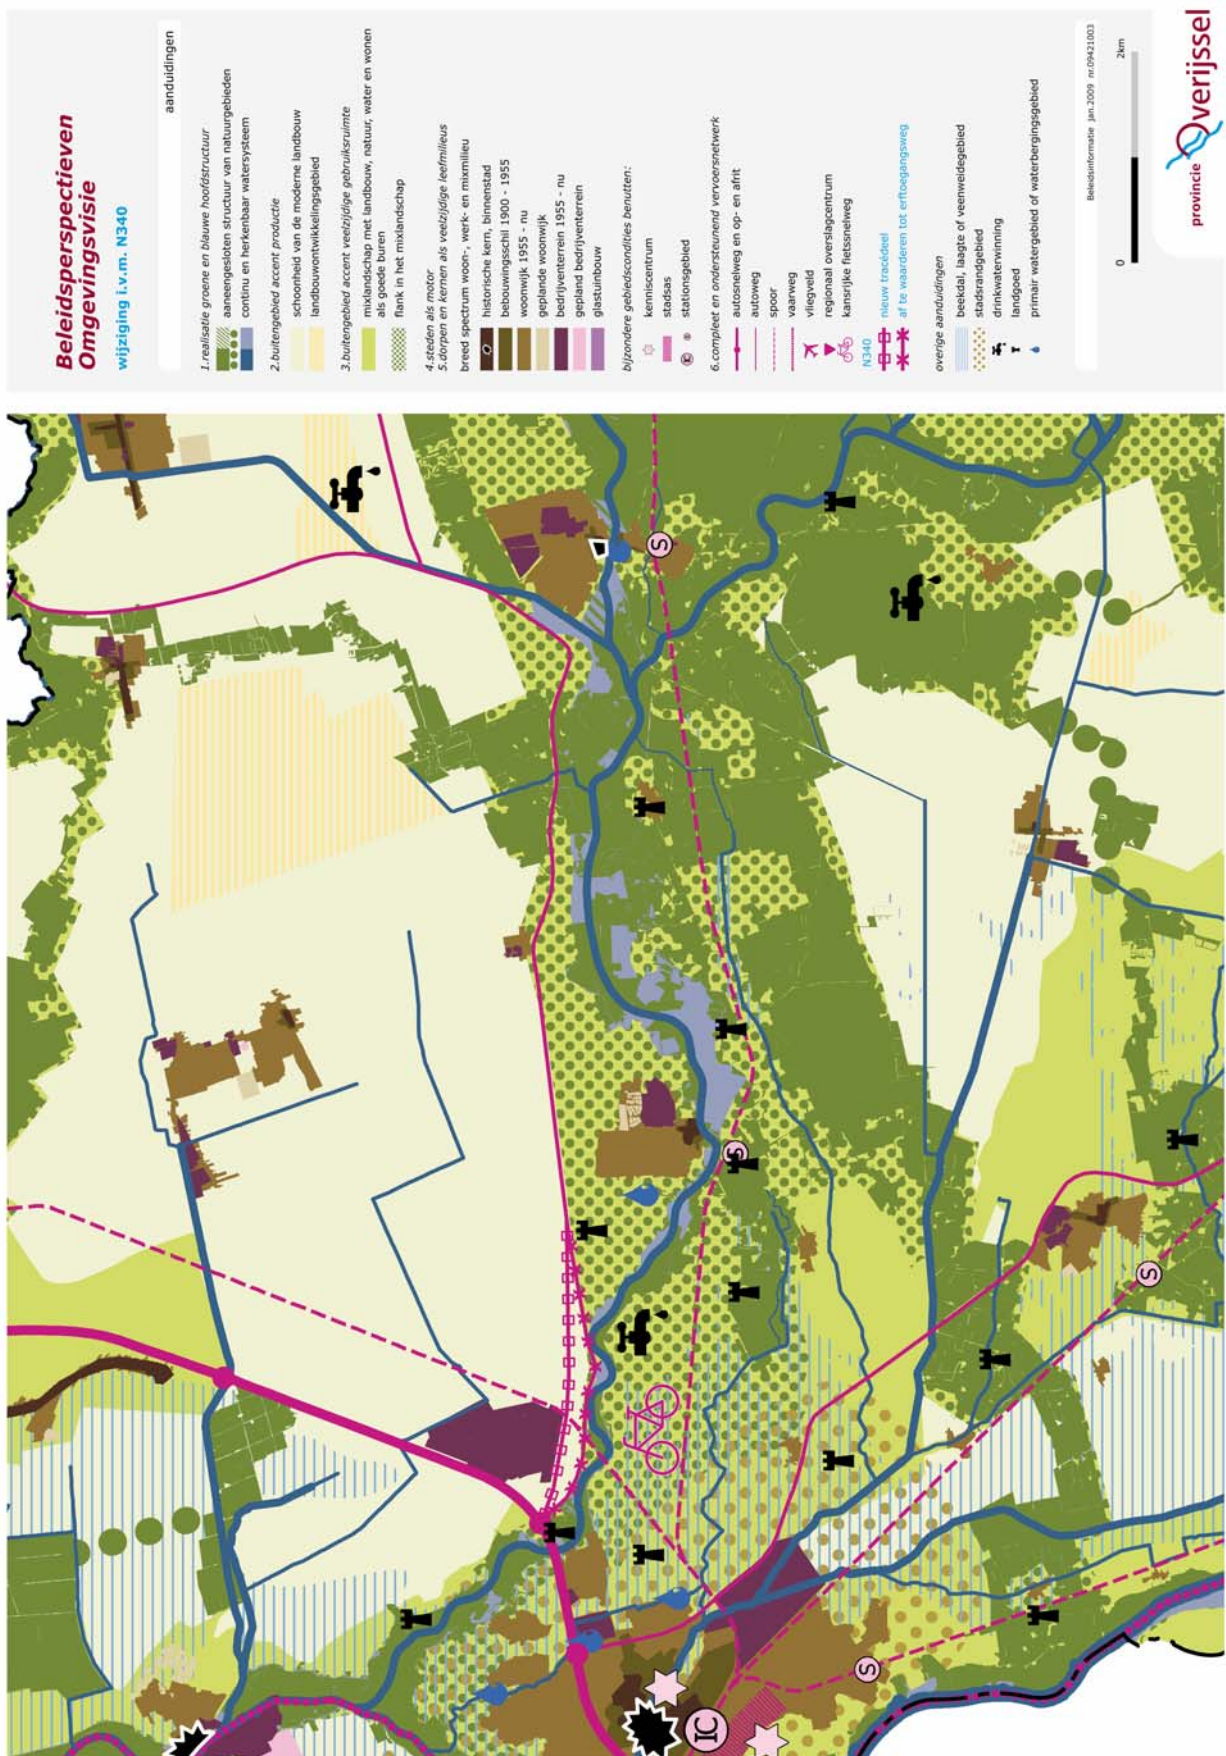 Beleidsperspectieven
Omgevingsvisie
wijziging i.v.m. N340
aanduidingen
1.realisatie groene en blauwe hoofdstructuur
aaneengesloten structuur van natuurgebieden
continu en herkenbaar watersysteem
2.buitengebied accent productie
schoonheid van de moderne landbouw
landbouwontwikkelingsgebied
3.buitengebied accent veelzijdige gebruiksruimte
mixlandschap met landbouw, natuur, water en wonen
als goede buren
flank in het mixlandschap
4.steden als motor
5.dorpen en kernen als veelzijdige leefmilieus
breed spectrum woon-, werk- en mixmilieu
historische kern, binnenstad
bebouwingsschil 1900 - 1955
woonwijk 1955 - nu
geplande woonwijk
bedrijventerrein 1955 - nu
gepland bedrijventerrein
glastuinbouw
bijzondere gebiedscondities benutten:
kenniscentrum
stadsas
stationsgebied
6.compleet en ondersteunend vervoersnetwerk
autosnelweg en op- en afrit
autoweg
spoor
vaarweg
vliegveld
regionaal overslagcentrum
kansrijke fietssnelweg
N340
nieuw tracédeel
af te waarderen tot erftoegangsweg
overige aanduidingen
beekdal, laagte of veenweidegebied
stadsrandgebied
drinkwaterwinning
landgoed
primair watergebied of waterbergingsgebied
Beleidsinformatie jan.2009 nr.09421003
0
2km
provincie Overijssel
S
S
S
S
IC